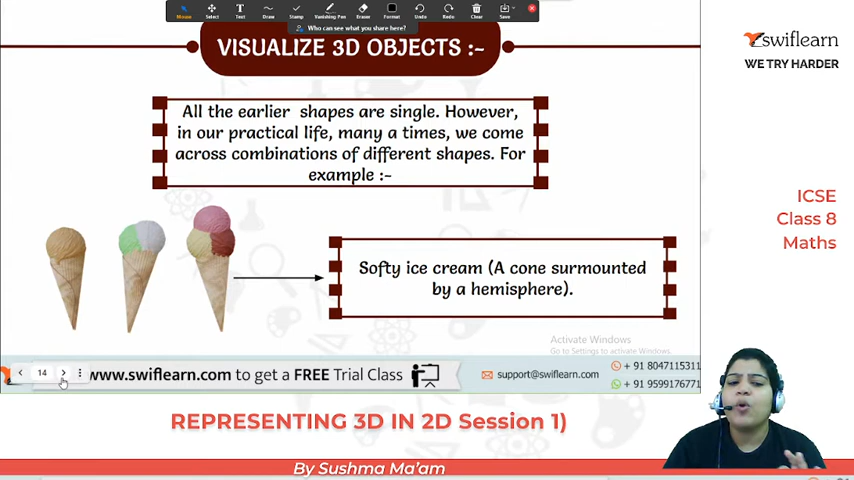 Mouse Select Text Draw Stamp Vanishing Pen Eraser Format Undo Redo Clear Save
Who can see what you share here?
VISUALIZE 3D OBJECTS :-
swiflearn
WE TRY HARDER
All the earlier shapes are single. However,
in our practical life, many a times, we come
across combinations of different shapes. For
example :-
ICSE
Class 8
Maths
Softy ice cream (A cone surmounted
by a hemisphere).
Activate Windows
Go to Settings to activate Windows.
14
www.swiflearn.com to get a FREE Trial Class
support@swiflearn.com
+ 91 8047115311
+ 91 9599176771
REPRESENTING 3D IN 2D Session 1)
By Sushma Ma'am